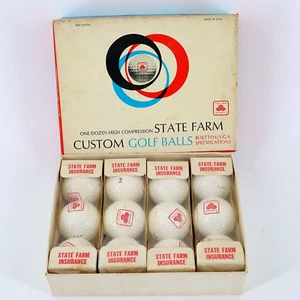 MADE IN U.S.A.
ONE DOZEN HIGH COMPRESSION STATE FARM
CUSTOM GOLF BALLS BUILT TO U.S.G.A.
SPECIFICATIONS
STATE FARM
INSURANCE
STATE FARM
INSURANCE
STATE FARM
INSURANCE
STATE FARM
INSURANCE
2
STATE FARM
INSURANCE
STATE FARM
INSURANCE
STATE FARM
INSURANCE
STATE FARM
INSURANCE